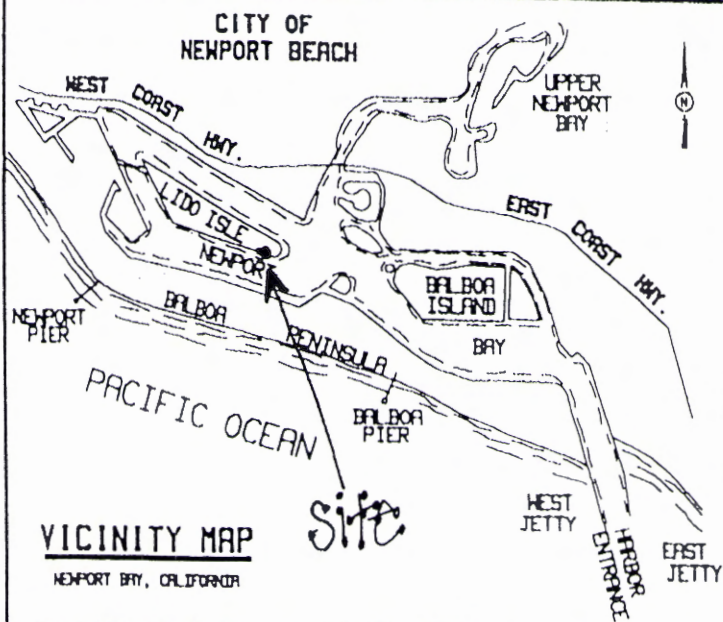 CITY OF
NEWPORT BEACH
WEST COAST HWY.
UPPER
NEWPORT
BAY
N
EAST COAST HWY.
LIDO ISLE
NEWPORT
BALBOA
ISLAND
BAY
NEWPORT
PIER
BALBOA RENINSULA
BALBOA
PIER
PACIFIC OCEAN
site
WEST
JETTY
HARBOR
ENTRANCE
EAST
JETTY
VICINITY MAP
NEWPORT BAY, CALIFORNIA